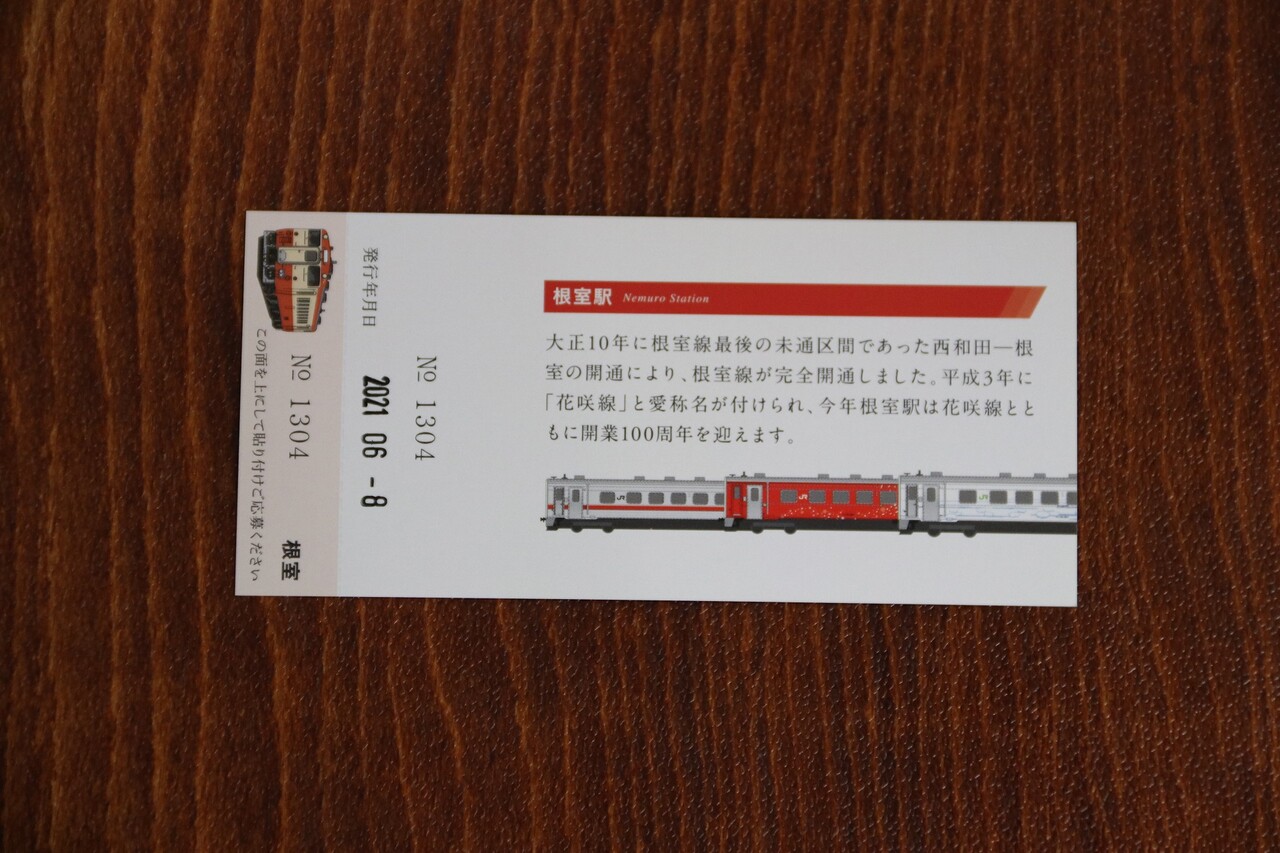 根室駅 Nemuro Station
大正10年に根室線最後の未通区間であった西和田―根
室の開通により、根室線が完全開通しました。平成3年に
「花咲線」と愛称名が付けられ、今年根室駅は花咲線とと
もに開業100周年を迎えます。
JR
JR
JR
№ 1304
発行年月日 2021 06 - 8
№ 1304 根室
この面を上にして貼り付けご応募ください